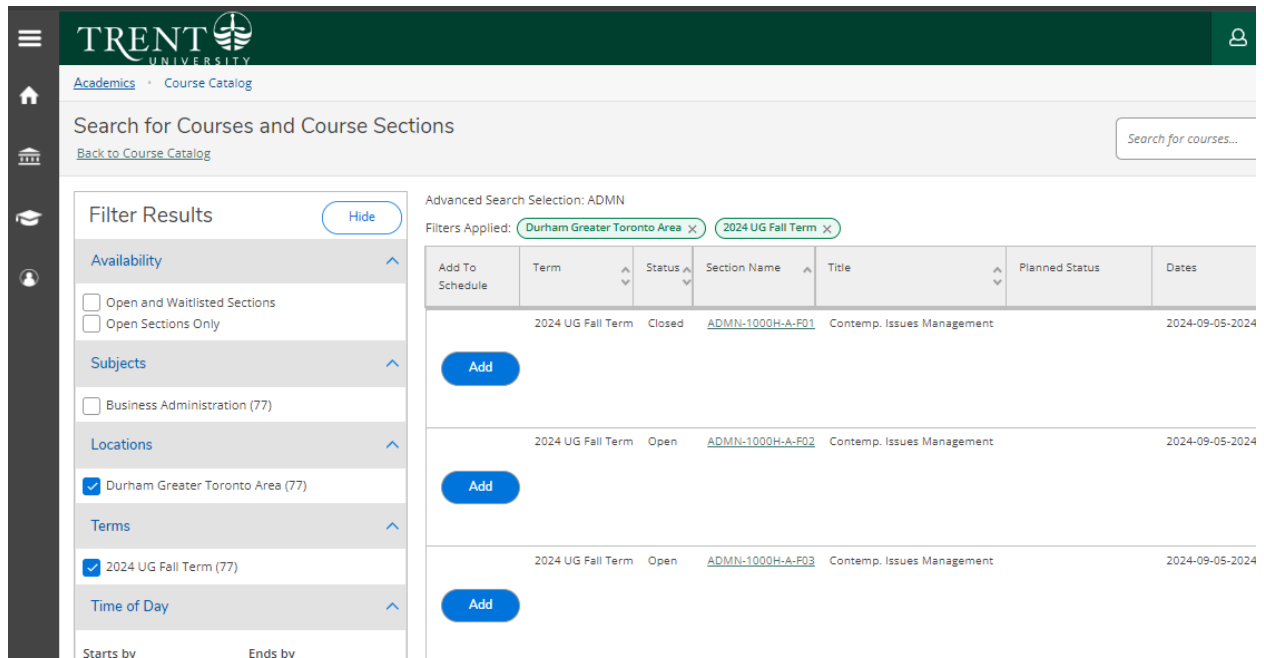 TRENT
UNIVERSITY
Academics • Course Catalog
Search for Courses and Course Sections
Back to Course Catalog
Search for courses...
Filter Results
Hide
Availability
Open and Waitlisted Sections
Open Sections Only
Subjects
Business Administration (77)
Locations
Durham Greater Toronto Area (77)
Terms
2024 UG Fall Term (77)
Time of Day
Starts by Ends by
Advanced Search Selection: ADMN
Filters Applied: Durham Greater Toronto Area × 2024 UG Fall Term ×
Add To Schedule Term Status Section Name Title Planned Status Dates
2024 UG Fall Term Closed ADMN-1000H-A-F01 Contemp. Issues Management 2024-09-05-2024
Add
2024 UG Fall Term Open ADMN-1000H-A-F02 Contemp. Issues Management 2024-09-05-2024
Add
2024 UG Fall Term Open ADMN-1000H-A-F03 Contemp. Issues Management 2024-09-05-2024
Add